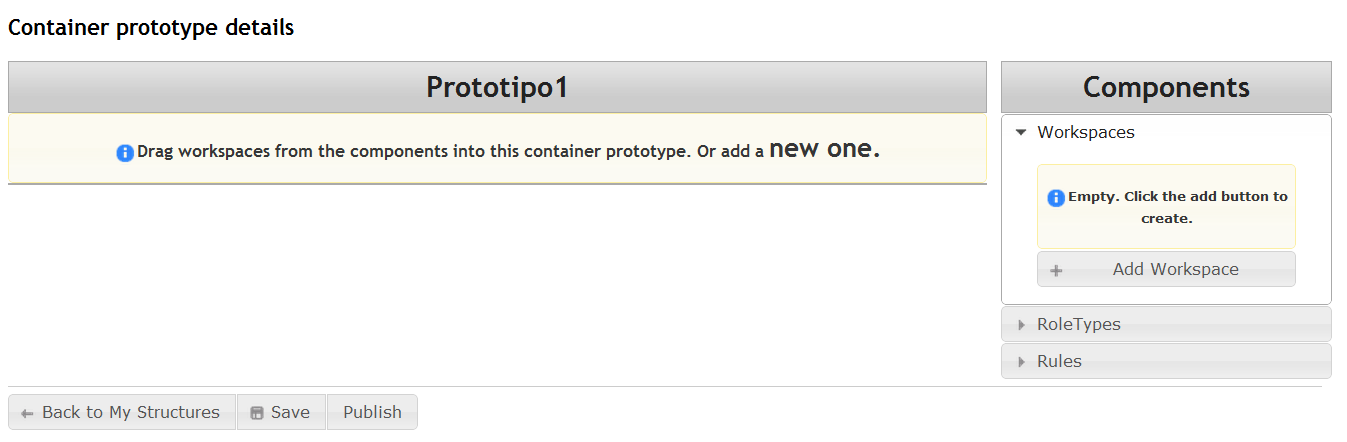 Container prototype details
Prototipo1
Drag workspaces from the components into this container prototype. Or add a new one.
Components
Workspaces
Empty. Click the add button to
create.
Add Workspace
RoleTypes
Rules
Back to My Structures Save Publish